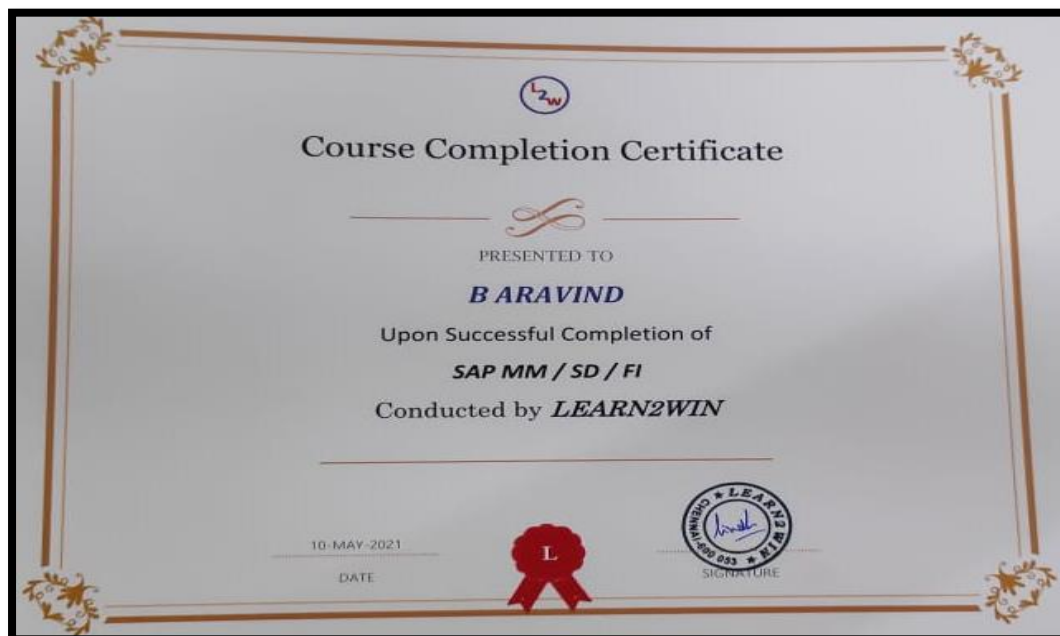 L2W
Course Completion Certificate
PRESENTED TO
B ARAVIND
Upon Successful Completion of
SAP MM / SD / FI
Conducted by LEARN2WIN
10-MAY-2021
DATE
L
★ LEARN2WIN ★
CHENNAI-600 053
SIGNATURE